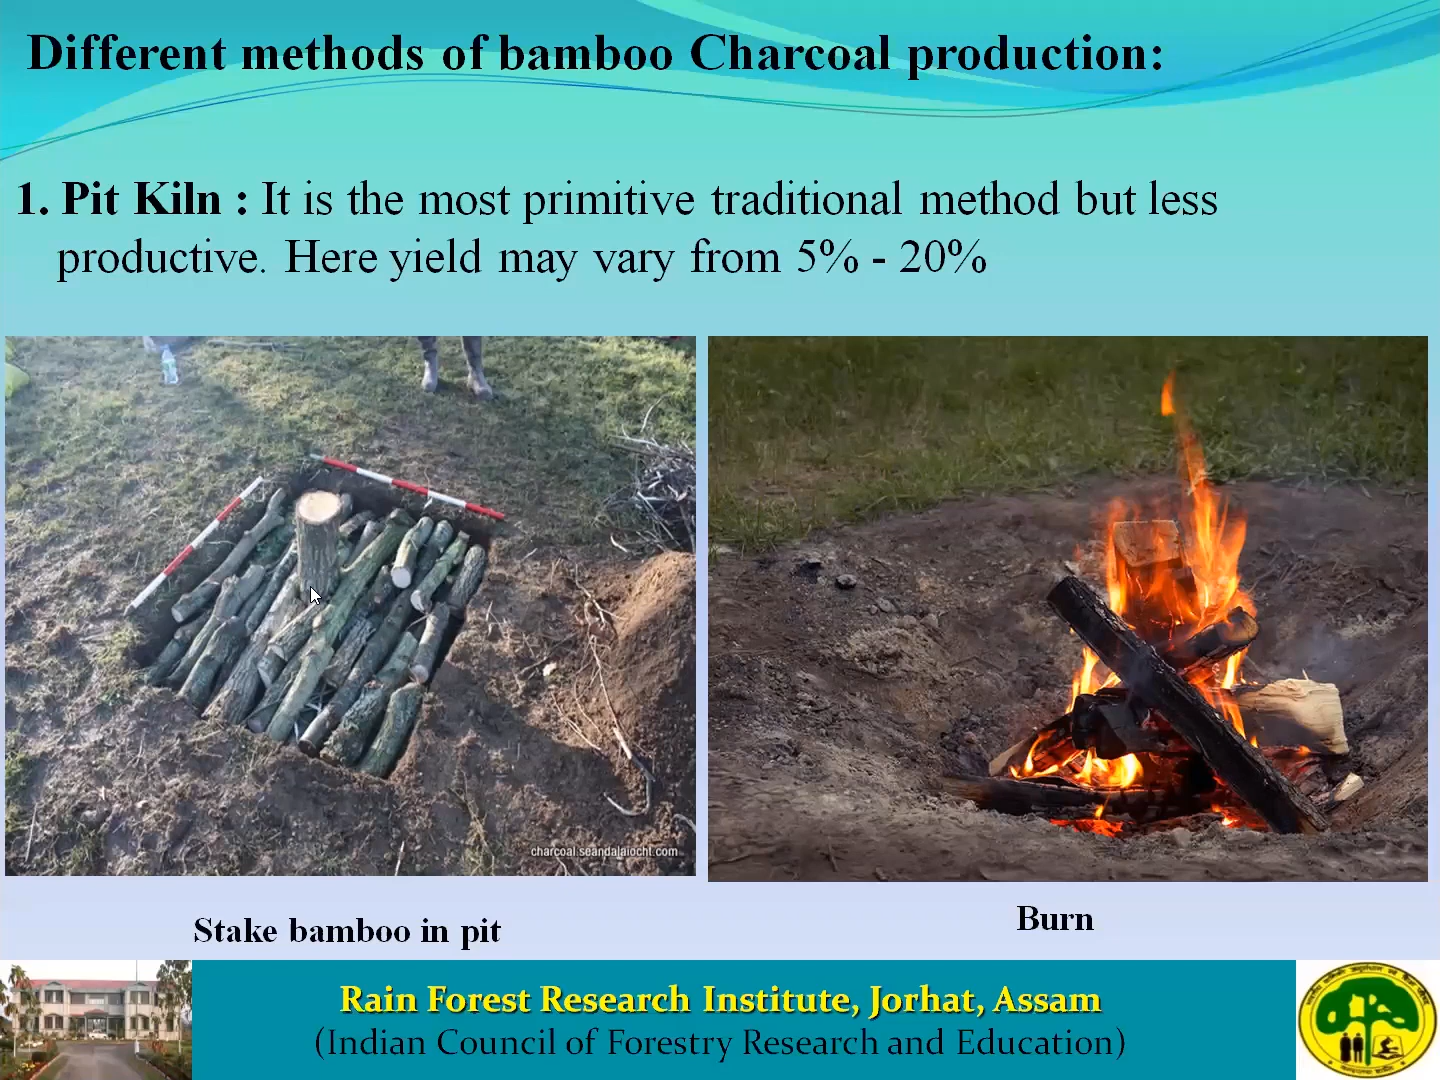 Different methods of bamboo Charcoal production:
1. Pit Kiln : It is the most primitive traditional method but less
productive. Here yield may vary from 5% - 20%
charcoal.seandalaiocht.com
Stake bamboo in pit
Burn
Rain Forest Research Institute, Jorhat, Assam
(Indian Council of Forestry Research and Education)